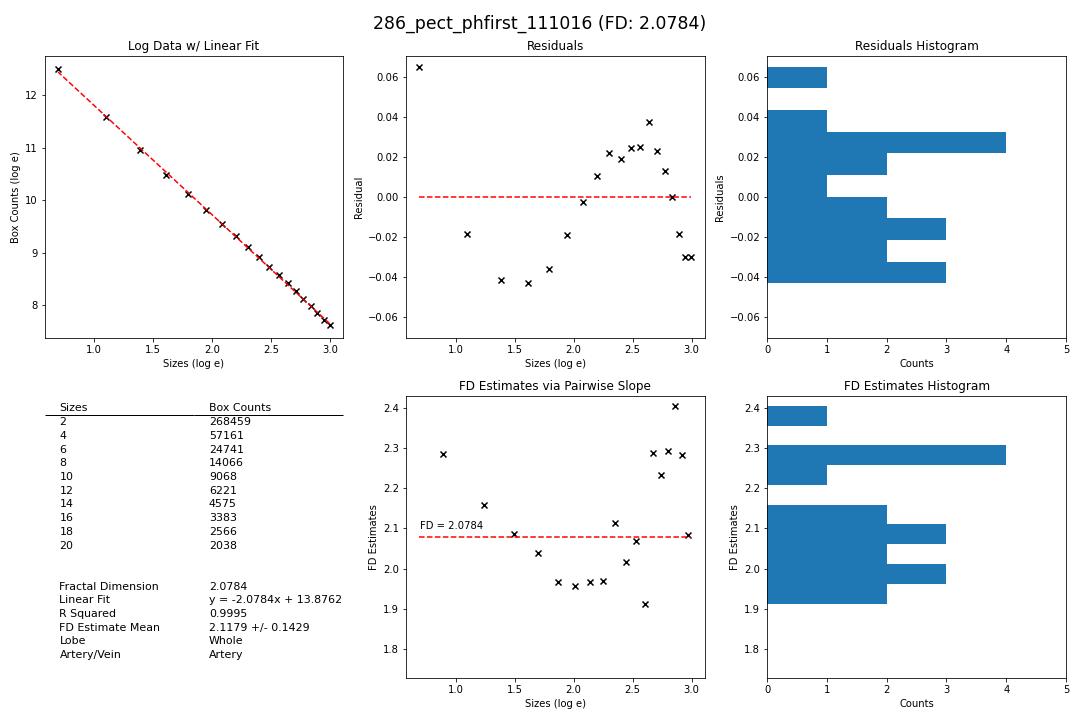 286_pect_phfirst_111016 (FD: 2.0784)
Log Data w/ Linear Fit
Box Counts (log e)
12
11
10
9
8
1.0 1.5 2.0 2.5 3.0
Sizes (log e)
Residuals
Residual
0.06
0.04
0.02
0.00
−0.02
−0.04
−0.06
1.0 1.5 2.0 2.5 3.0
Sizes (log e)
Residuals Histogram
Residuals
0.06
0.04
0.02
0.00
−0.02
−0.04
−0.06
0 1 2 3 4 5
Counts
Sizes Box Counts
2 268459
4 57161
6 24741
8 14066
10 9068
12 6221
14 4575
16 3383
18 2566
20 2038
Fractal Dimension 2.0784
Linear Fit y = -2.0784x + 13.8762
R Squared 0.9995
FD Estimate Mean 2.1179 +/- 0.1429
Lobe Whole
Artery/Vein Artery
FD Estimates via Pairwise Slope
FD Estimates
2.4
2.3
2.2
2.1
2.0
1.9
1.8
FD = 2.0784
1.0 1.5 2.0 2.5 3.0
Sizes (log e)
FD Estimates Histogram
FD Estimates
2.4
2.3
2.2
2.1
2.0
1.9
1.8
0 1 2 3 4 5
Counts